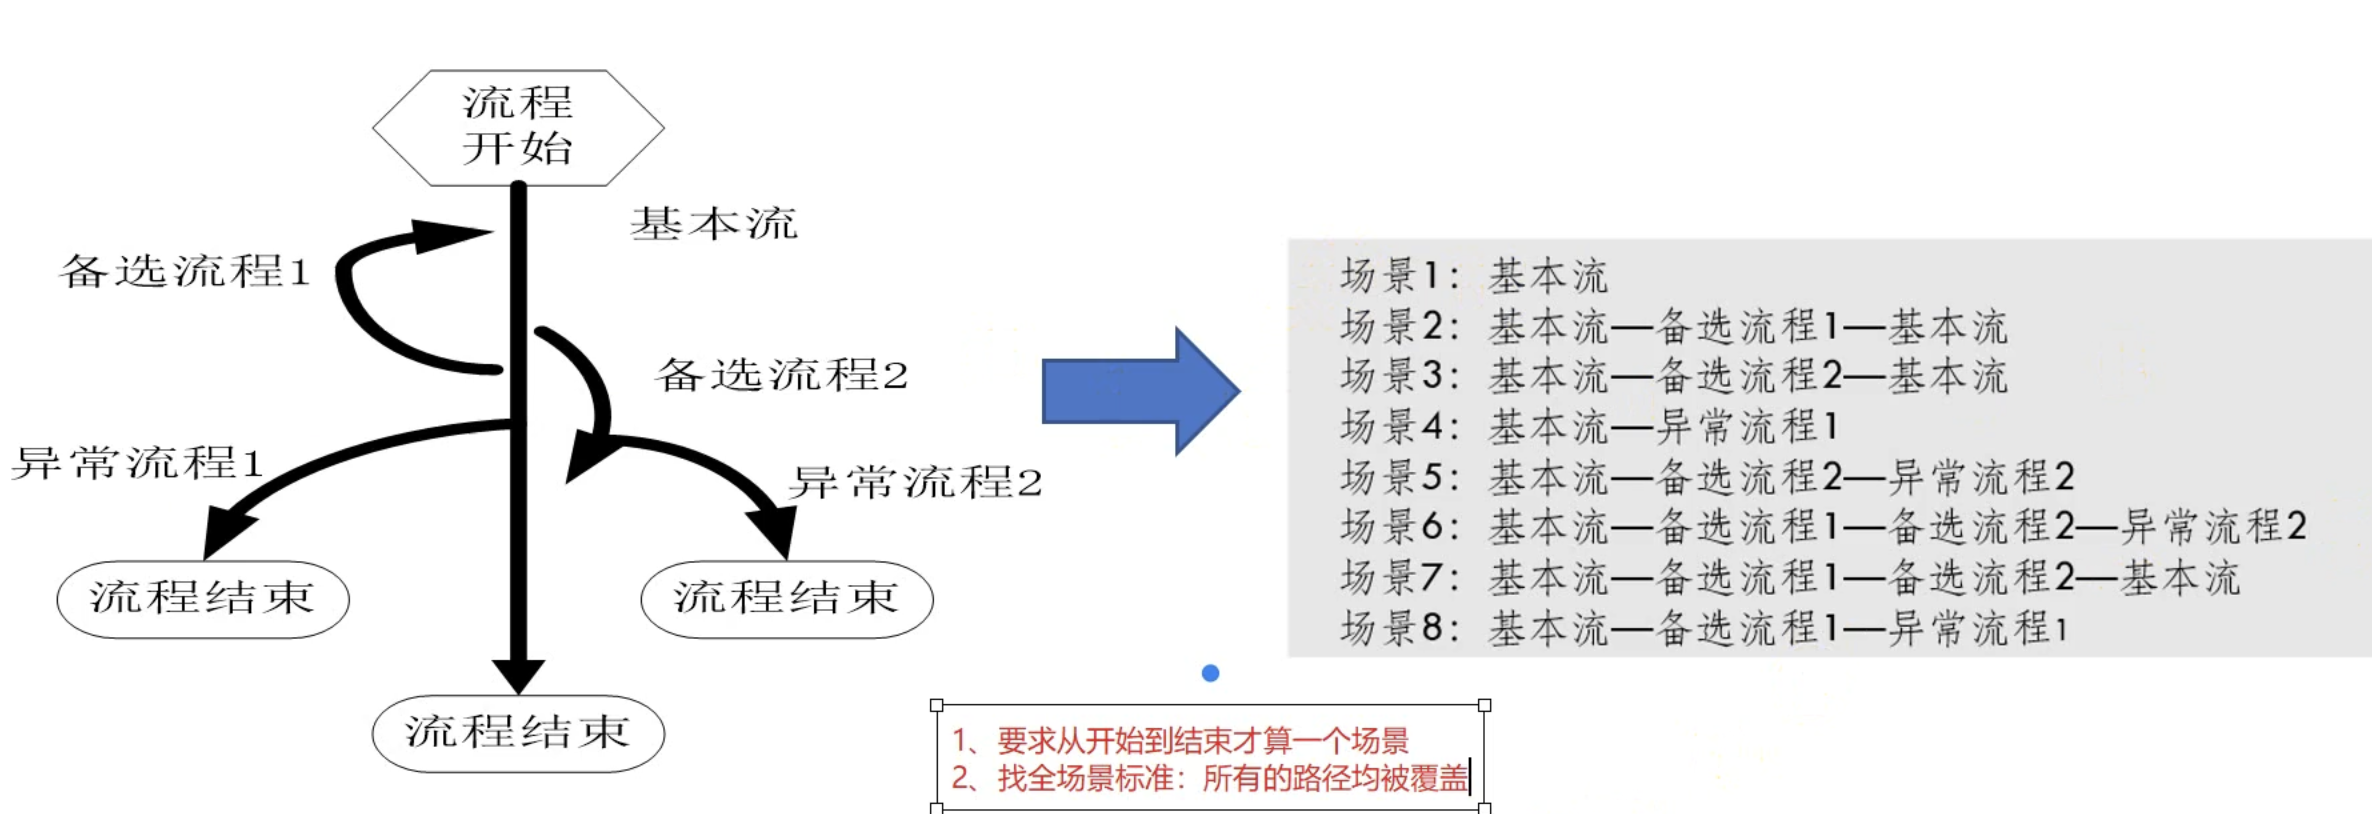 流程
开始
基本流
备选流程1
备选流程2
异常流程1
异常流程2
流程结束
流程结束
流程结束
场景1：基本流
场景2：基本流—备选流程1—基本流
场景3：基本流—备选流程2—基本流
场景4：基本流—异常流程1
场景5：基本流—备选流程2—异常流程2
场景6：基本流—备选流程1—备选流程2—异常流程2
场景7：基本流—备选流程1—备选流程2—基本流
场景8：基本流—备选流程1—异常流程1
1、要求从开始到结束才算一个场景
2、找全场景标准：所有的路径均被覆盖